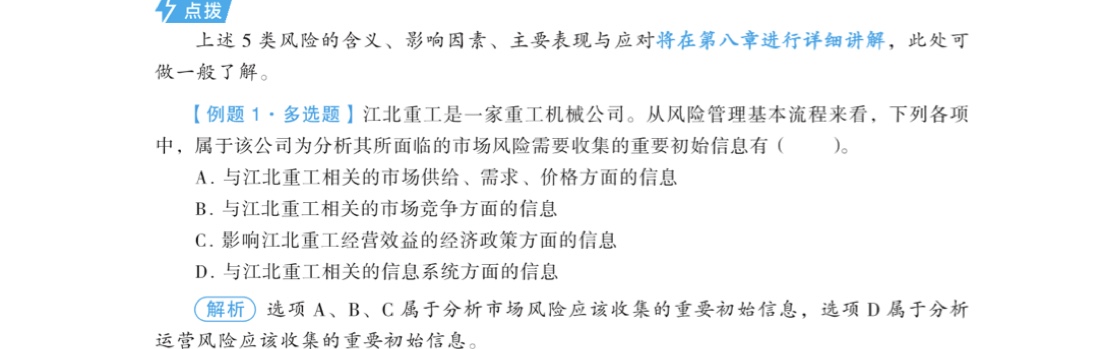 点拨
上述 5 类风险的含义、影响因素、主要表现与应对将在第八章进行详细讲解，此处可
做一般了解。
【例题 1·多选题】江北重工是一家重工机械公司。从风险管理基本流程来看，下列各项
中，属于该公司为分析其所面临的市场风险需要收集的重要初始信息有（　　）。
A. 与江北重工相关的市场供给、需求、价格方面的信息
B. 与江北重工相关的市场竞争方面的信息
C. 影响江北重工经营效益的经济政策方面的信息
D. 与江北重工相关的信息系统方面的信息
解析 选项 A、B、C 属于分析市场风险应该收集的重要初始信息，选项 D 属于分析
运营风险应该收集的重要初始信息。